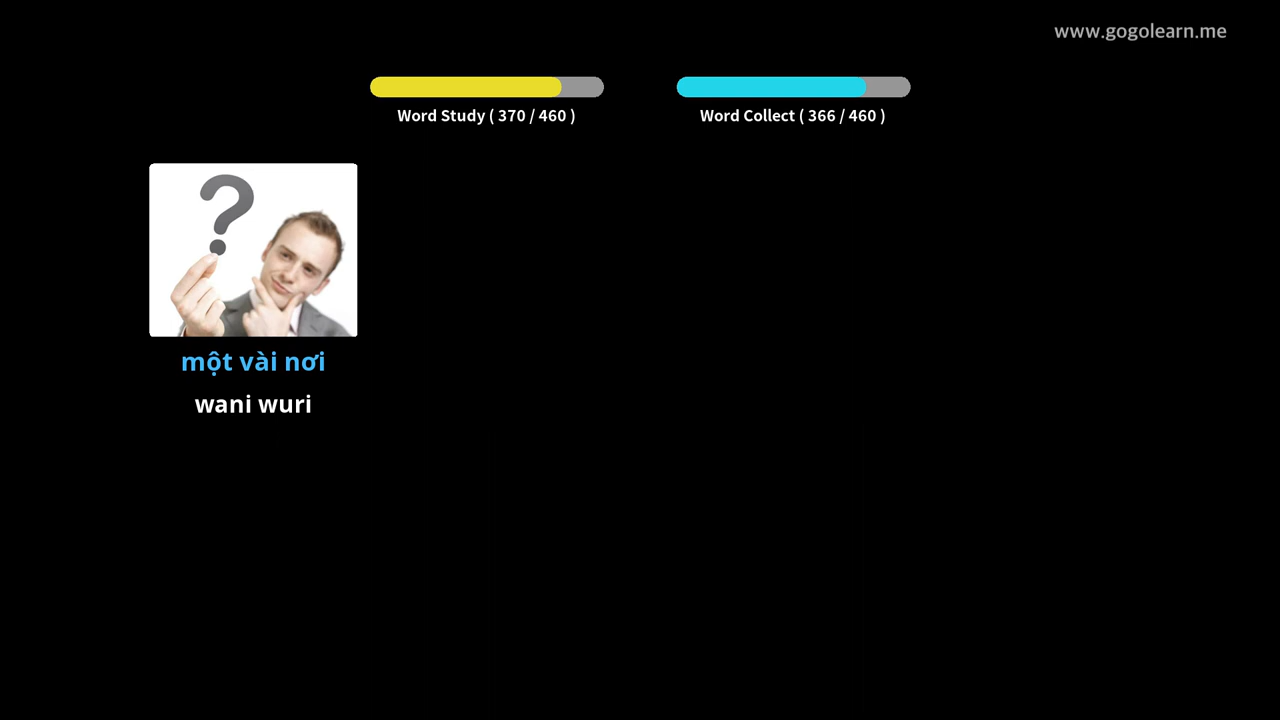 www.gogolearn.me
Word Study ( 370 / 460 )
Word Collect ( 366 / 460 )
?
một vài nơi
wani wuri